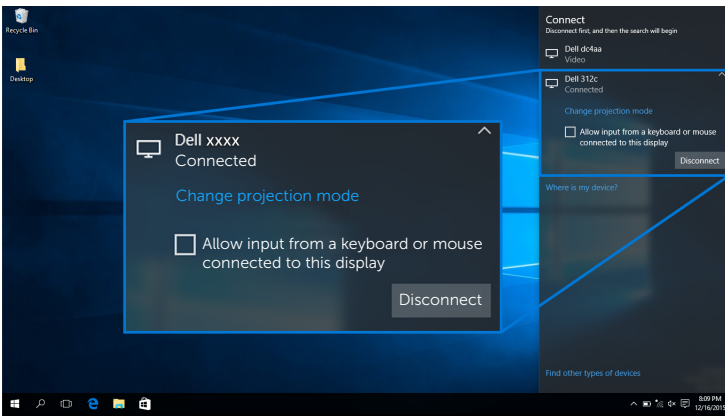 Recycle Bin
Desktop
Connect
Disconnect first, and then the search will begin
Dell dc4aa
Video
Dell 312c
Connected
Change projection mode
Allow input from a keyboard or mouse
connected to this display
Disconnect
Where is my device?
Find other types of devices
Dell xxxx
Connected
Change projection mode
Allow input from a keyboard or mouse
connected to this display
Disconnect
8:09 PM
12/16/2015